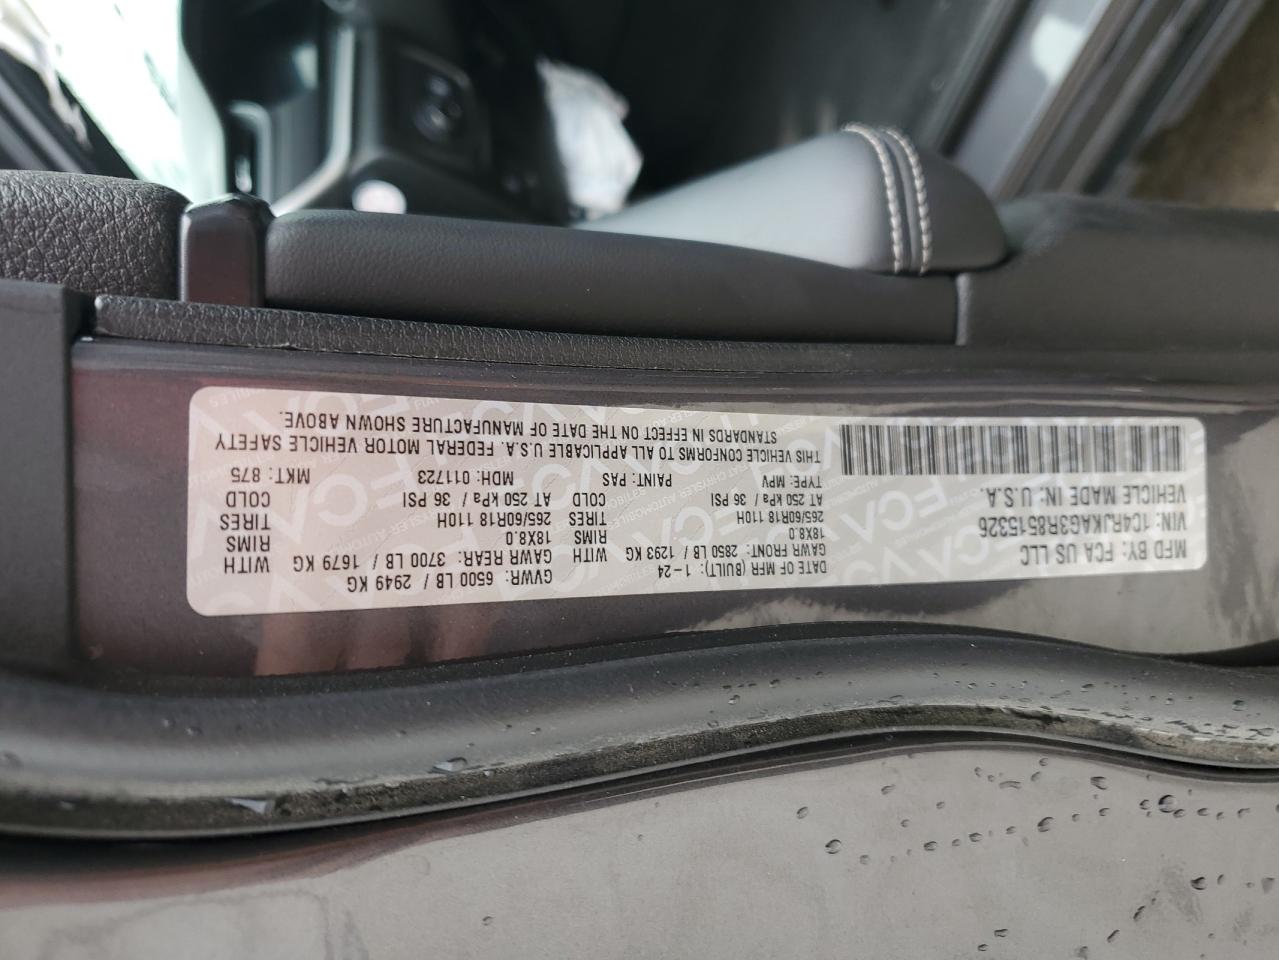 MFD BY: FCA US LLC
DATE OF MFR (BUILT): 1-24
GVWR: 6500 LB / 2949 KG
VIN: 1C4RJKAG3R8515326
GAWR FRONT: 2850 LB / 1293 KG WITH
GAWR REAR: 3700 LB / 1679 KG WITH
18X8.0 RIMS
18X8.0 RIMS
265/60R18 110H TIRES
265/60R18 110H TIRES
VEHICLE MADE IN: U.S.A.
AT 250 kPa / 36 PSI COLD
AT 250 kPa / 36 PSI COLD
TYPE: MPV PAINT: PAS MDH: 011723 MKT: 875
THIS VEHICLE CONFORMS TO ALL APPLICABLE U.S.A. FEDERAL MOTOR VEHICLE SAFETY
STANDARDS IN EFFECT ON THE DATE OF MANUFACTURE SHOWN ABOVE.